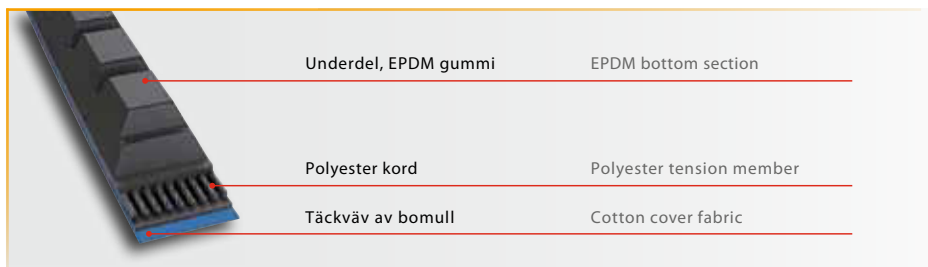 Underdel, EPDM gummi EPDM bottom section
Polyester kord Polyester tension member
Täckväv av bomull Cotton cover fabric